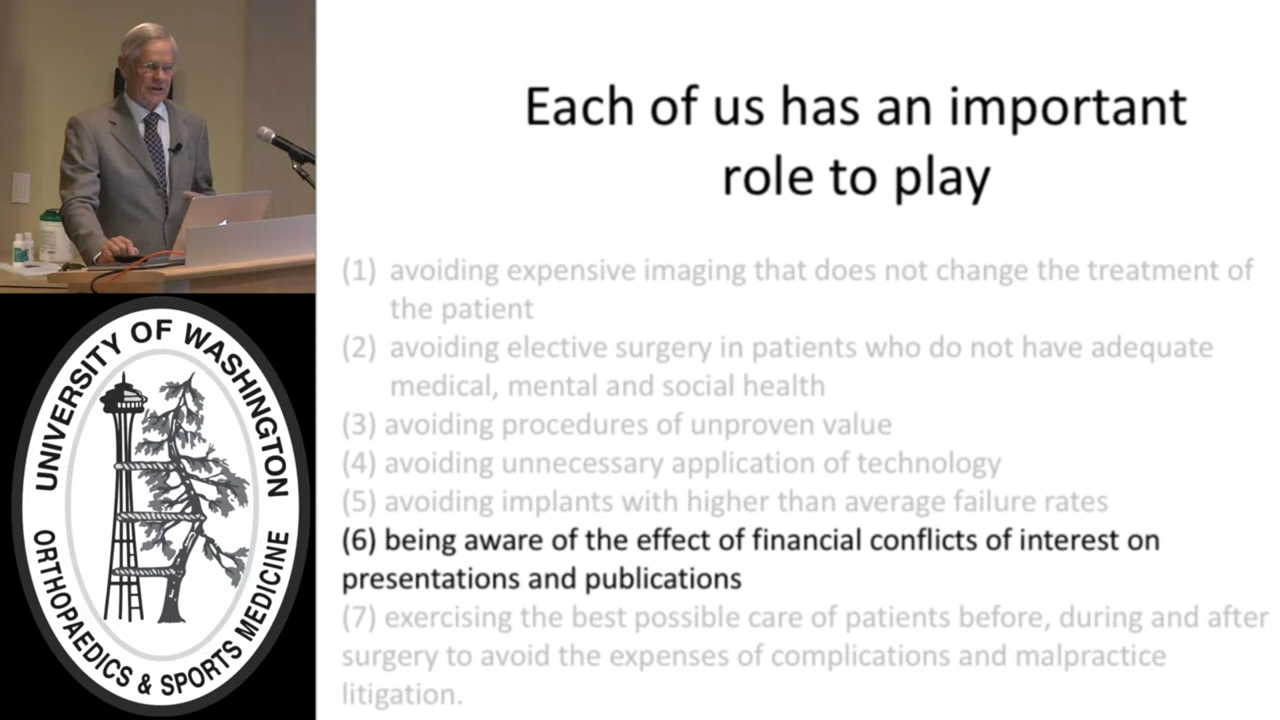 Each of us has an important
role to play
(1) avoiding expensive imaging that does not change the treatment of
the patient
(2) avoiding elective surgery in patients who do not have adequate
medical, mental and social health
(3) avoiding procedures of unproven value
(4) avoiding unnecessary application of technology
(5) avoiding implants with higher than average failure rates
(6) being aware of the effect of financial conflicts of interest on
presentations and publications
(7) exercising the best possible care of patients before, during and after
surgery to avoid the expenses of complications and malpractice
litigation.
UNIVERSITY OF WASHINGTON
ORTHOPAEDICS & SPORTS MEDICINE